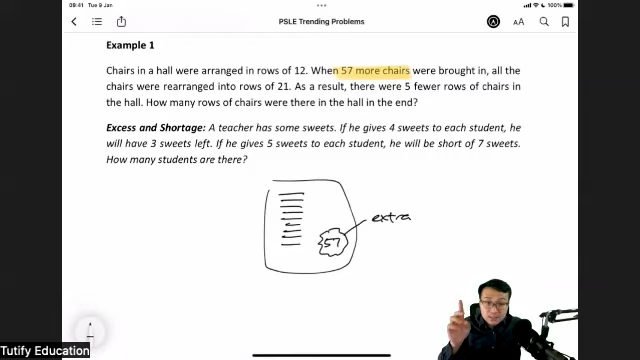 09:41 Tue 9 Jan
100%
PSLE Trending Problems
AA
Example 1
Chairs in a hall were arranged in rows of 12. When 57 more chairs were brought in, all the
chairs were rearranged into rows of 21. As a result, there were 5 fewer rows of chairs in
the hall. How many rows of chairs were there in the hall in the end?
Excess and Shortage: A teacher has some sweets. If he gives 4 sweets to each student, he
will have 3 sweets left. If he gives 5 sweets to each student, he will be short of 7 sweets.
How many students are there?
extra
57
Tutify Education